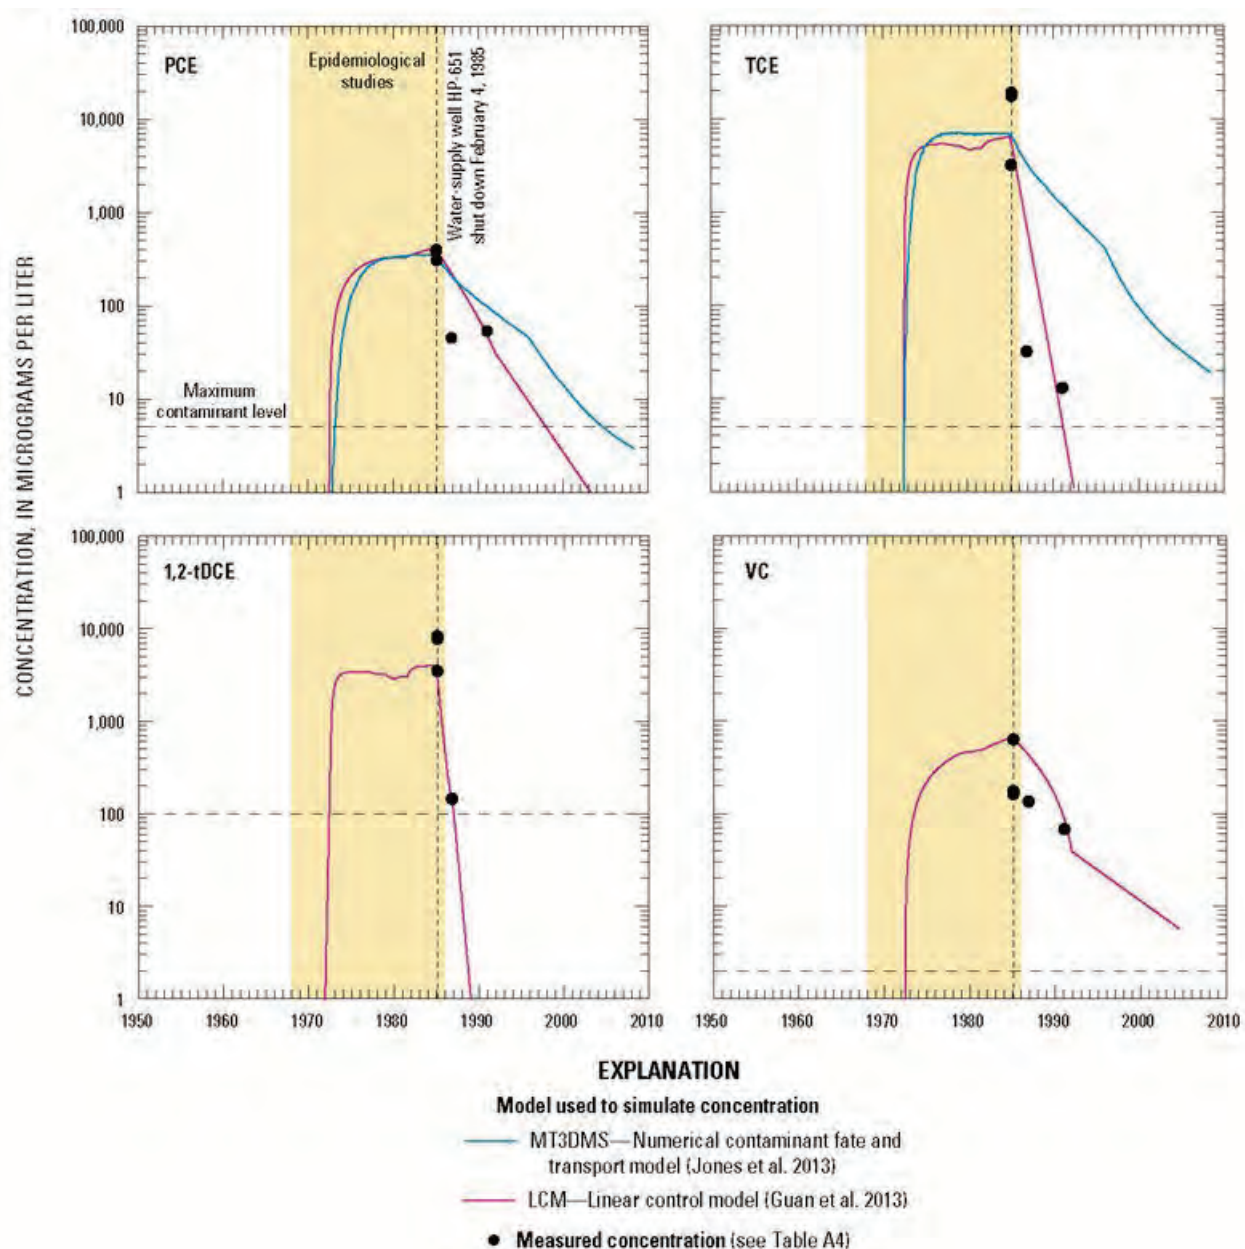 CONCENTRATION, IN MICROGRAMS PER LITER
100,000
10,000
1,000
100
10
1
PCE
Epidemiological
studies
Water-supply well HP-651
shut down February 4, 1985
Maximum
contaminant level
TCE
100,000
10,000
1,000
100
10
1
1,2-tDCE
1950 1960 1970 1980 1990 2000 2010
VC
1950 1960 1970 1980 1990 2000 2010
EXPLANATION
Model used to simulate concentration
MT3DMS—Numerical contaminant fate and
transport model (Jones et al. 2013)
LCM—Linear control model (Guan et al. 2013)
Measured concentration (see Table A4)